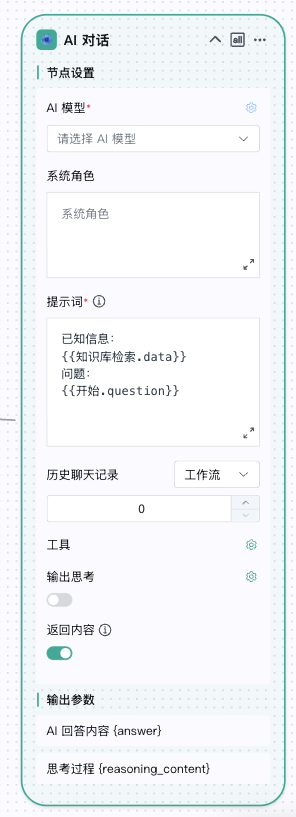 AI 对话
all
节点设置
AI 模型*
请选择 AI 模型
系统角色
系统角色
提示词*
已知信息：
{{知识库检索.data}}
问题：
{{开始.question}}
历史聊天记录
工作流
0
工具
输出思考
返回内容
输出参数
AI 回答内容 {answer}
思考过程 {reasoning_content}